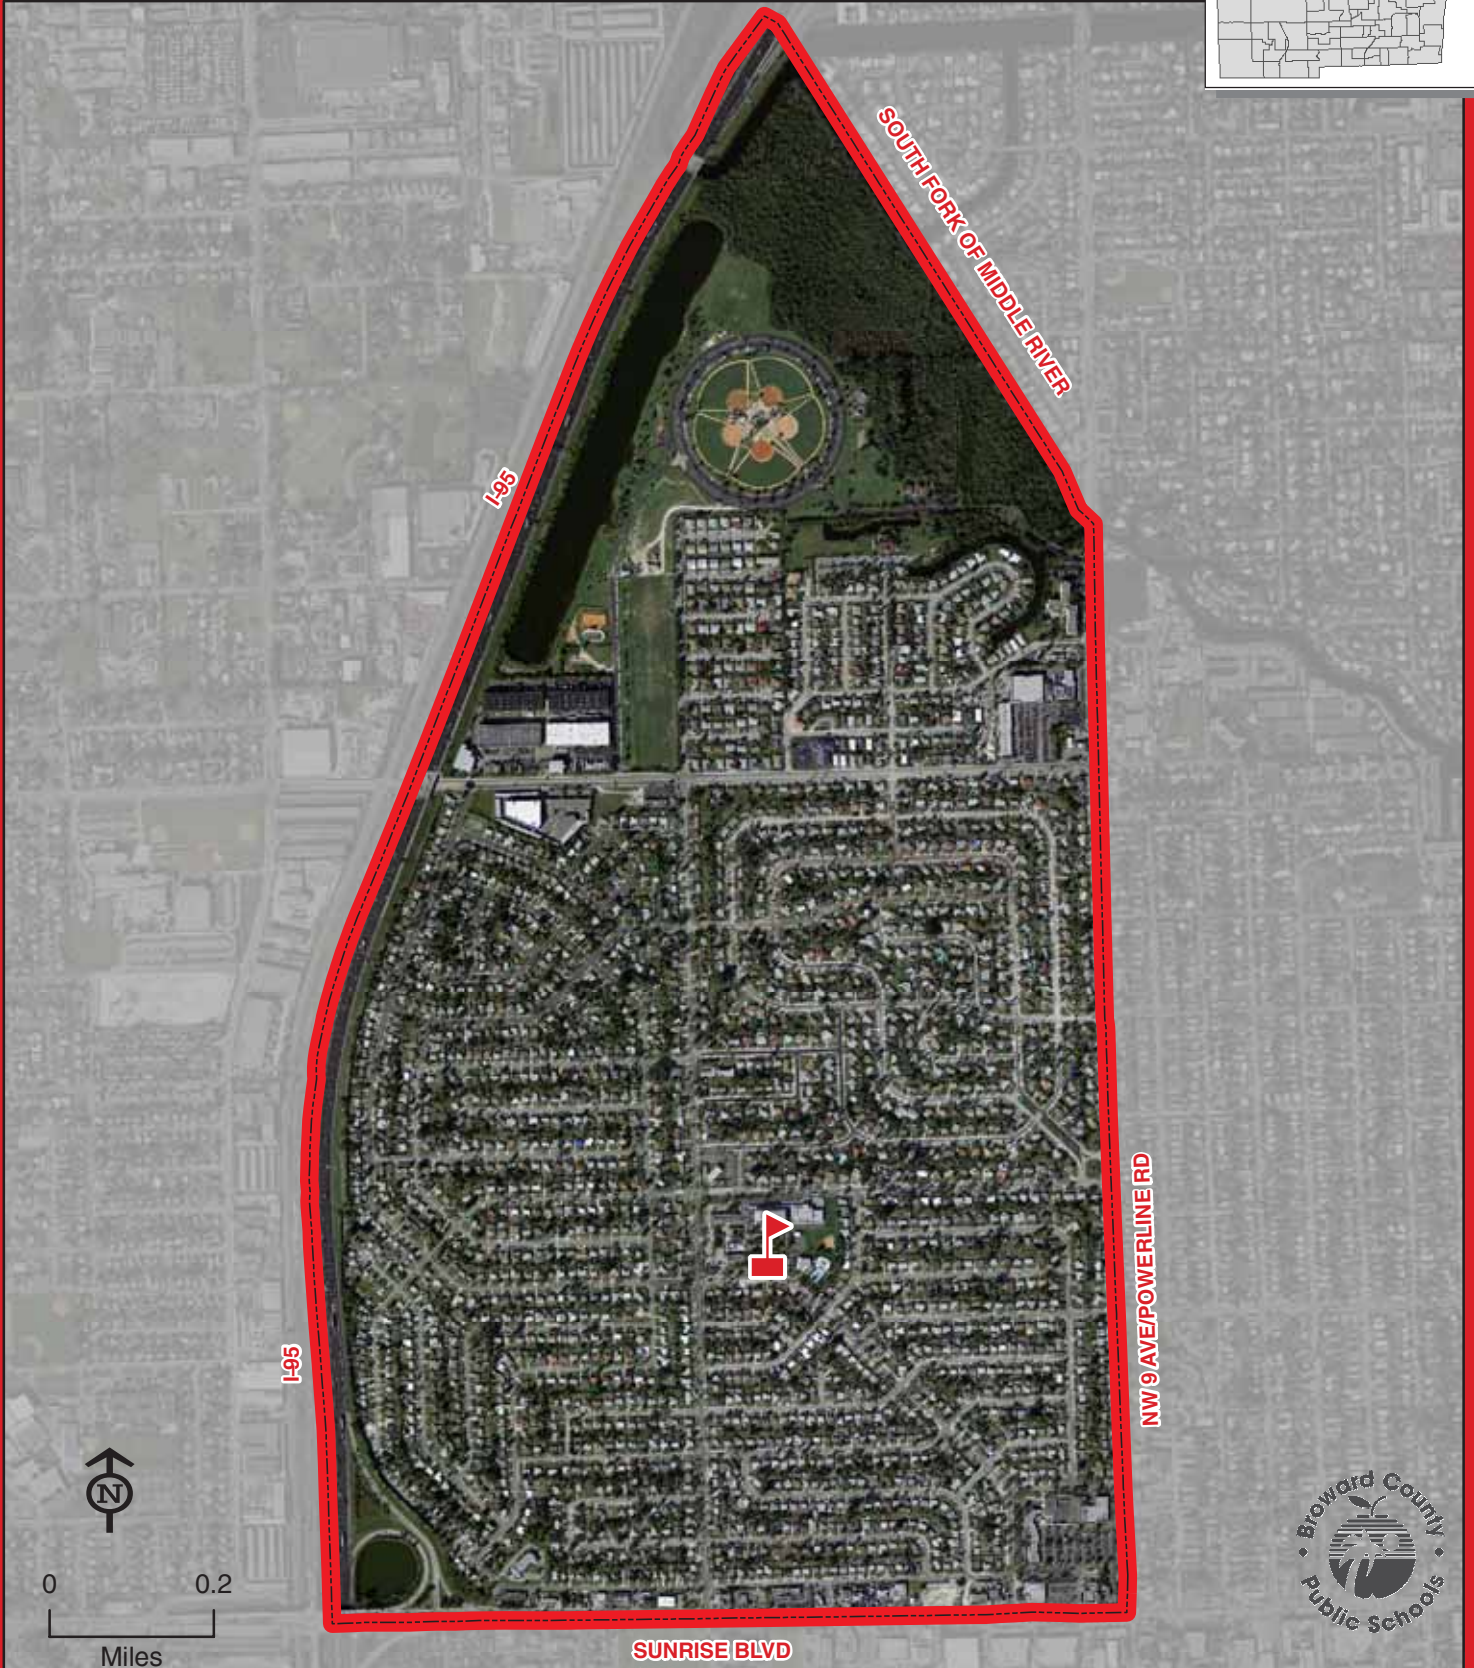 SOUTH FORK OF MIDDLE RIVER
I-95
NW 9 AVE/POWERLINE RD
I-95
N
0 0.2
Miles
SUNRISE BLVD
Broward County
Public Schools